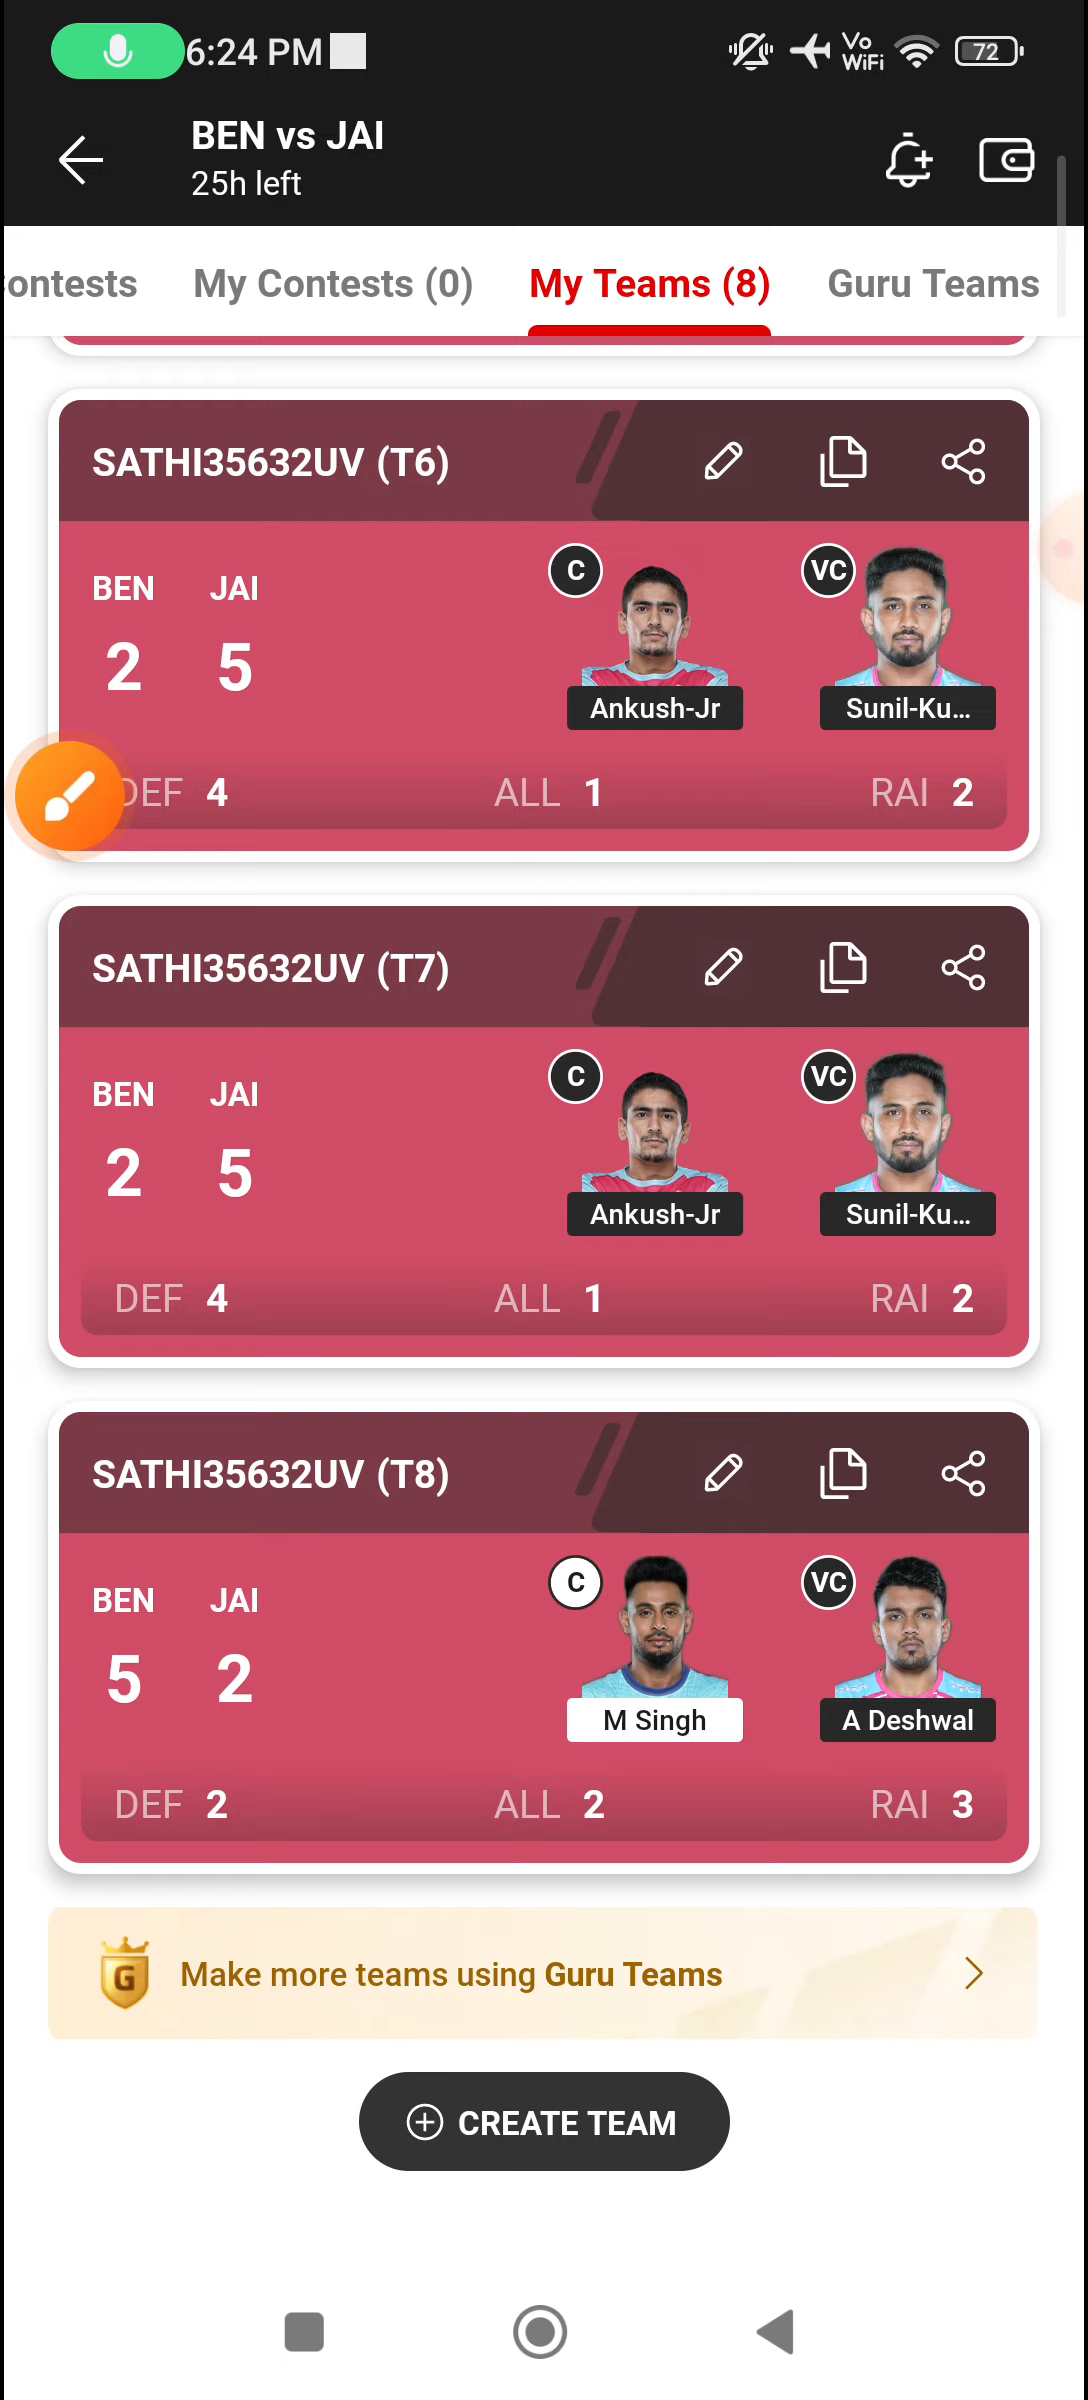 6:24 PM
Vo WiFi
72
BEN vs JAI
25h left
ontests My Contests (0) My Teams (8) Guru Teams
SATHI35632UV (T6)
BEN JAI
2 5
C VC
Ankush-Jr Sunil-Ku...
DEF 4 ALL 1 RAI 2
SATHI35632UV (T7)
BEN JAI
2 5
C VC
Ankush-Jr Sunil-Ku...
DEF 4 ALL 1 RAI 2
SATHI35632UV (T8)
BEN JAI
5 2
C VC
M Singh A Deshwal
DEF 2 ALL 2 RAI 3
G Make more teams using Guru Teams
CREATE TEAM